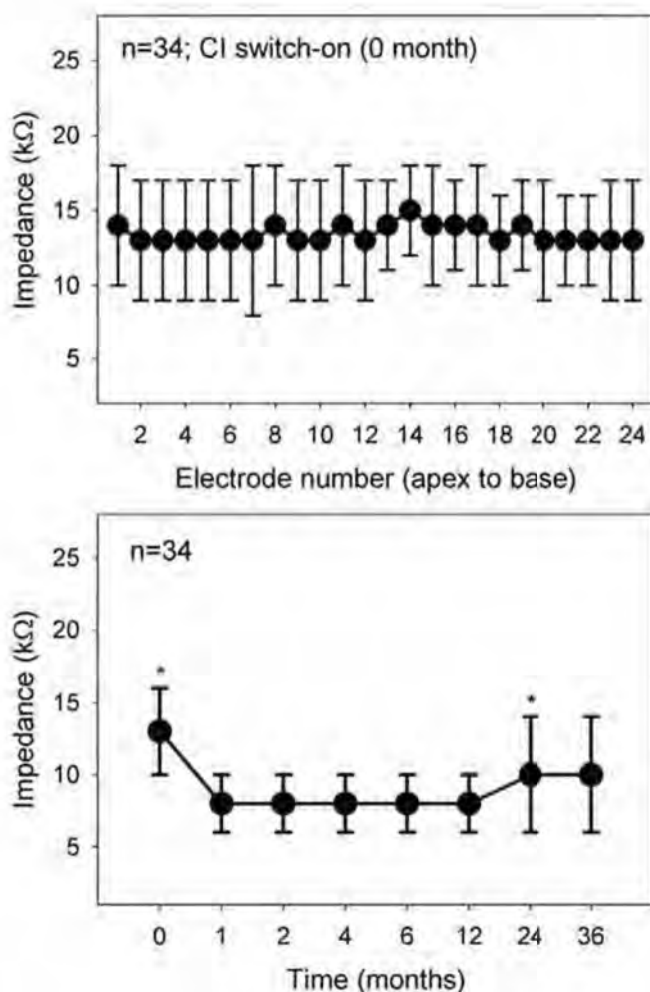 n=34; CI switch-on (0 month)
25
20
15
10
5
Impedance (kΩ)
2 4 6 8 10 12 14 16 18 20 22 24
Electrode number (apex to base)
n=34
25
20
15
10
5
Impedance (kΩ)
* *
0 1 2 4 6 12 24 36
Time (months)